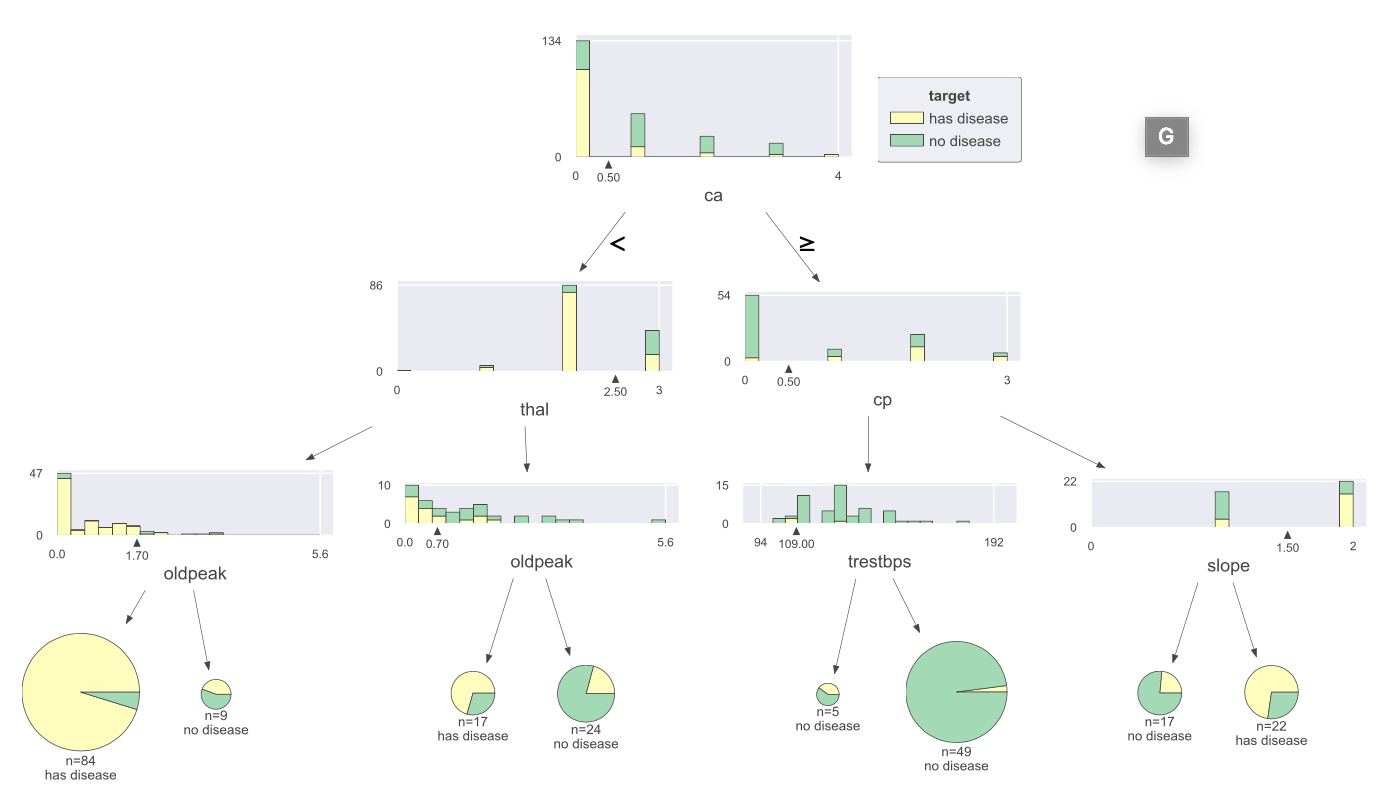 134
0
0
0.50
4
ca
target
has disease
no disease
G
<
≥
86
0
0
2.50
3
thal
54
0
0
0.50
3
cp
47
0
0.0
1.70
5.6
oldpeak
10
0
0.0
0.70
5.6
oldpeak
15
0
94
109.00
192
trestbps
22
0
0
1.50
2
slope
n=84
has disease
n=9
no disease
n=17
has disease
n=24
no disease
n=5
no disease
n=49
no disease
n=17
no disease
n=22
has disease